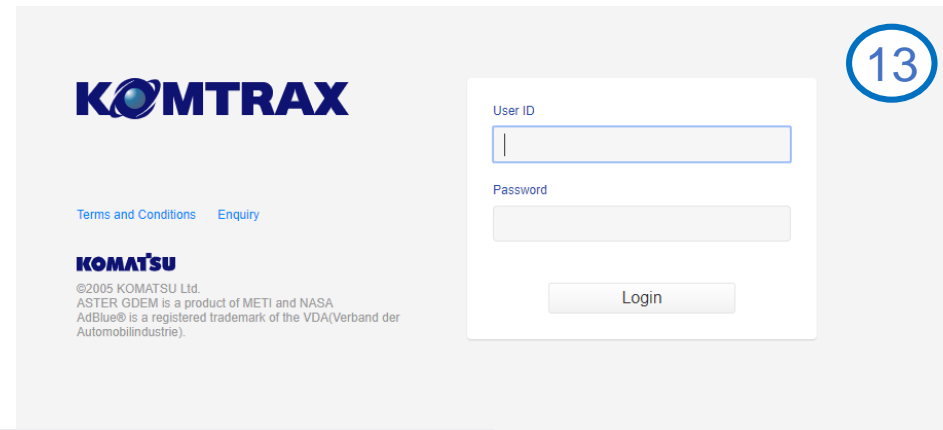 13
KOMTRAX
User ID
Password
Terms and Conditions Enquiry
KOMATSU
©2005 KOMATSU Ltd.
ASTER GDEM is a product of METI and NASA
AdBlue® is a registered trademark of the VDA(Verband der
Automobilindustrie).
Login